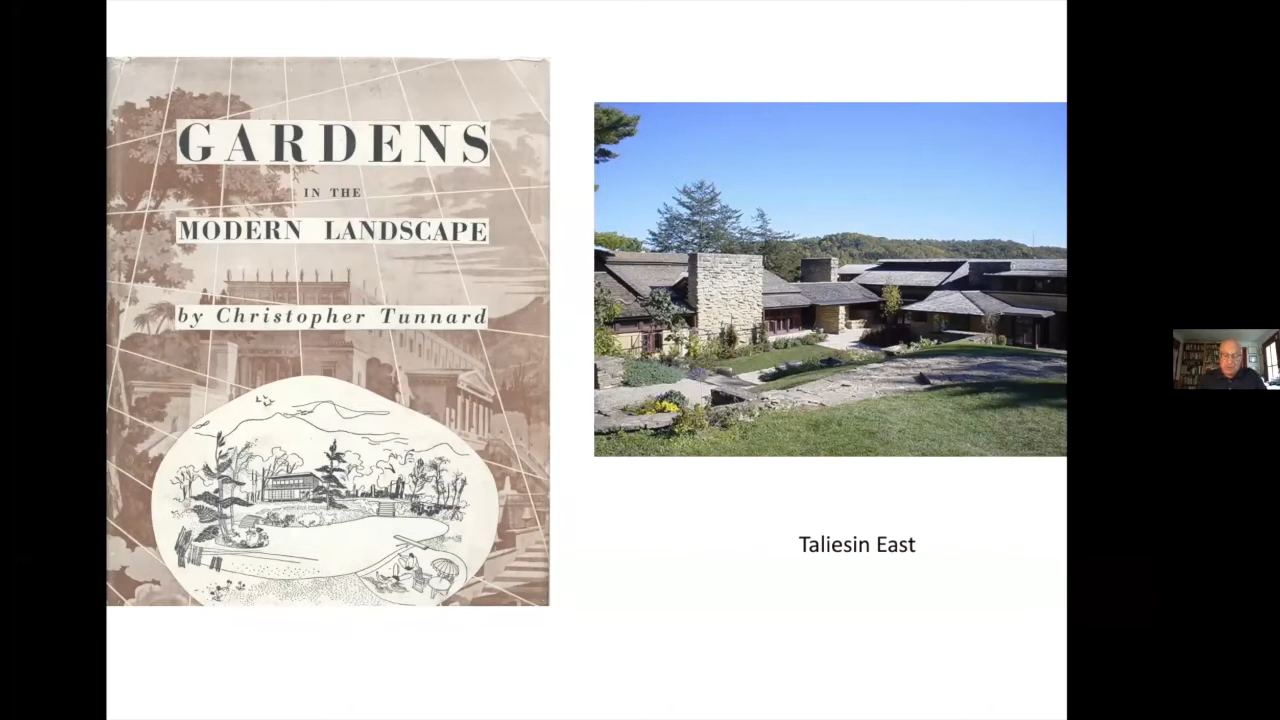 GARDENS
IN THE
MODERN LANDSCAPE
by Christopher Tunnard
Taliesin East